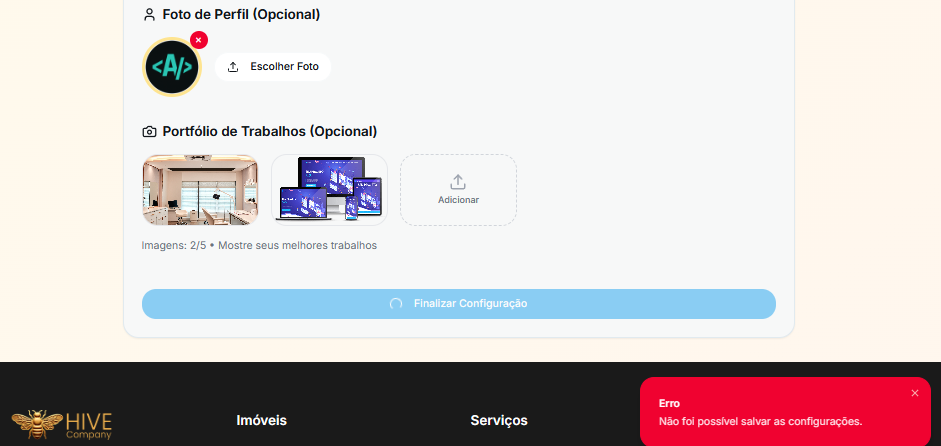 Foto de Perfil (Opcional)
<A/>
Escolher Foto
Portfólio de Trabalhos (Opcional)
Adicionar
Imagens: 2/5 • Mostre seus melhores trabalhos
Finalizar Configuração
HIVE
Company
Imóveis
Serviços
Erro
Não foi possível salvar as configurações.